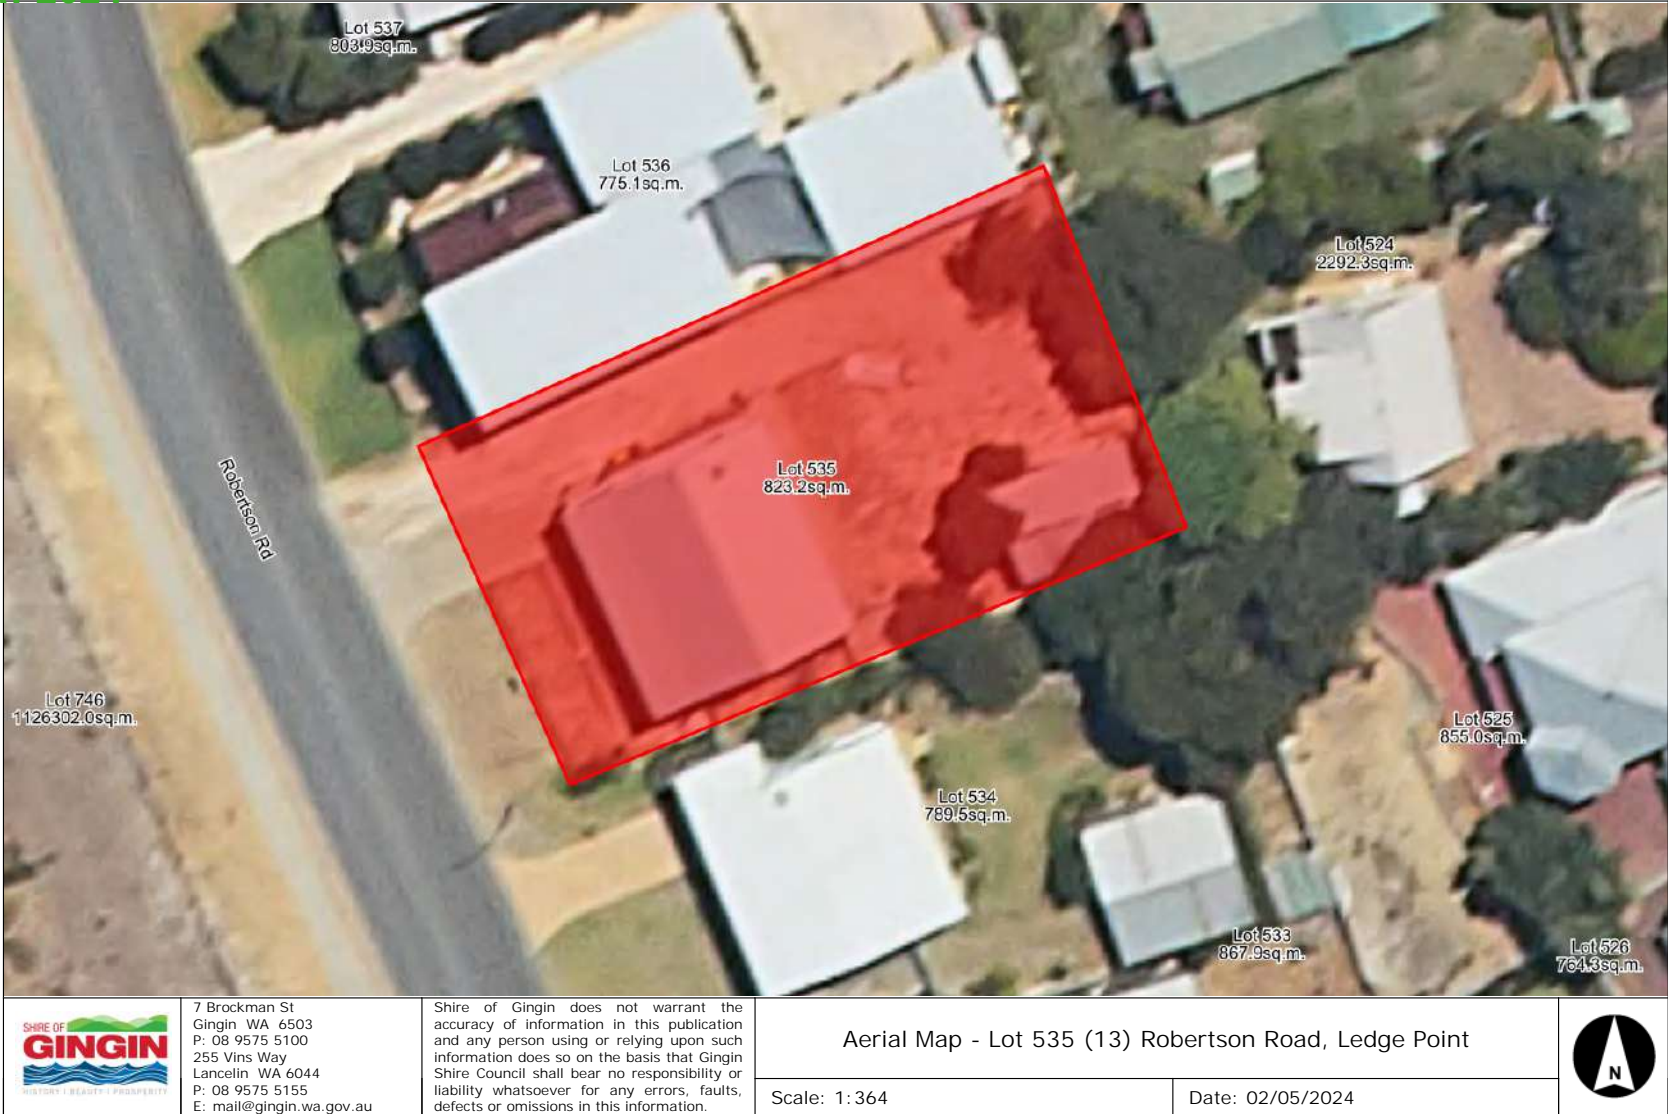 Lot 537
803.9sq.m.
Lot 536
775.1sq.m.
Lot 524
2292.3sq.m.
Lot 535
823.2sq.m.
Robertson Rd
Lot 746
1126302.0sq.m.
Lot 525
855.0sq.m.
Lot 534
789.5sq.m.
Lot 533
867.9sq.m.
Lot 526
764.3sq.m.
SHIRE OF
GINGIN
HISTORY | BEAUTY | PROSPERITY
7 Brockman St
Gingin WA 6503
P: 08 9575 5100
255 Vins Way
Lancelin WA 6044
P: 08 9575 5155
E: mail@gingin.wa.gov.au
Shire of Gingin does not warrant the
accuracy of information in this publication
and any person using or relying upon such
information does so on the basis that Gingin
Shire Council shall bear no responsibility or
liability whatsoever for any errors, faults,
defects or omissions in this information.
Aerial Map - Lot 535 (13) Robertson Road, Ledge Point
Scale: 1:364
Date: 02/05/2024
N